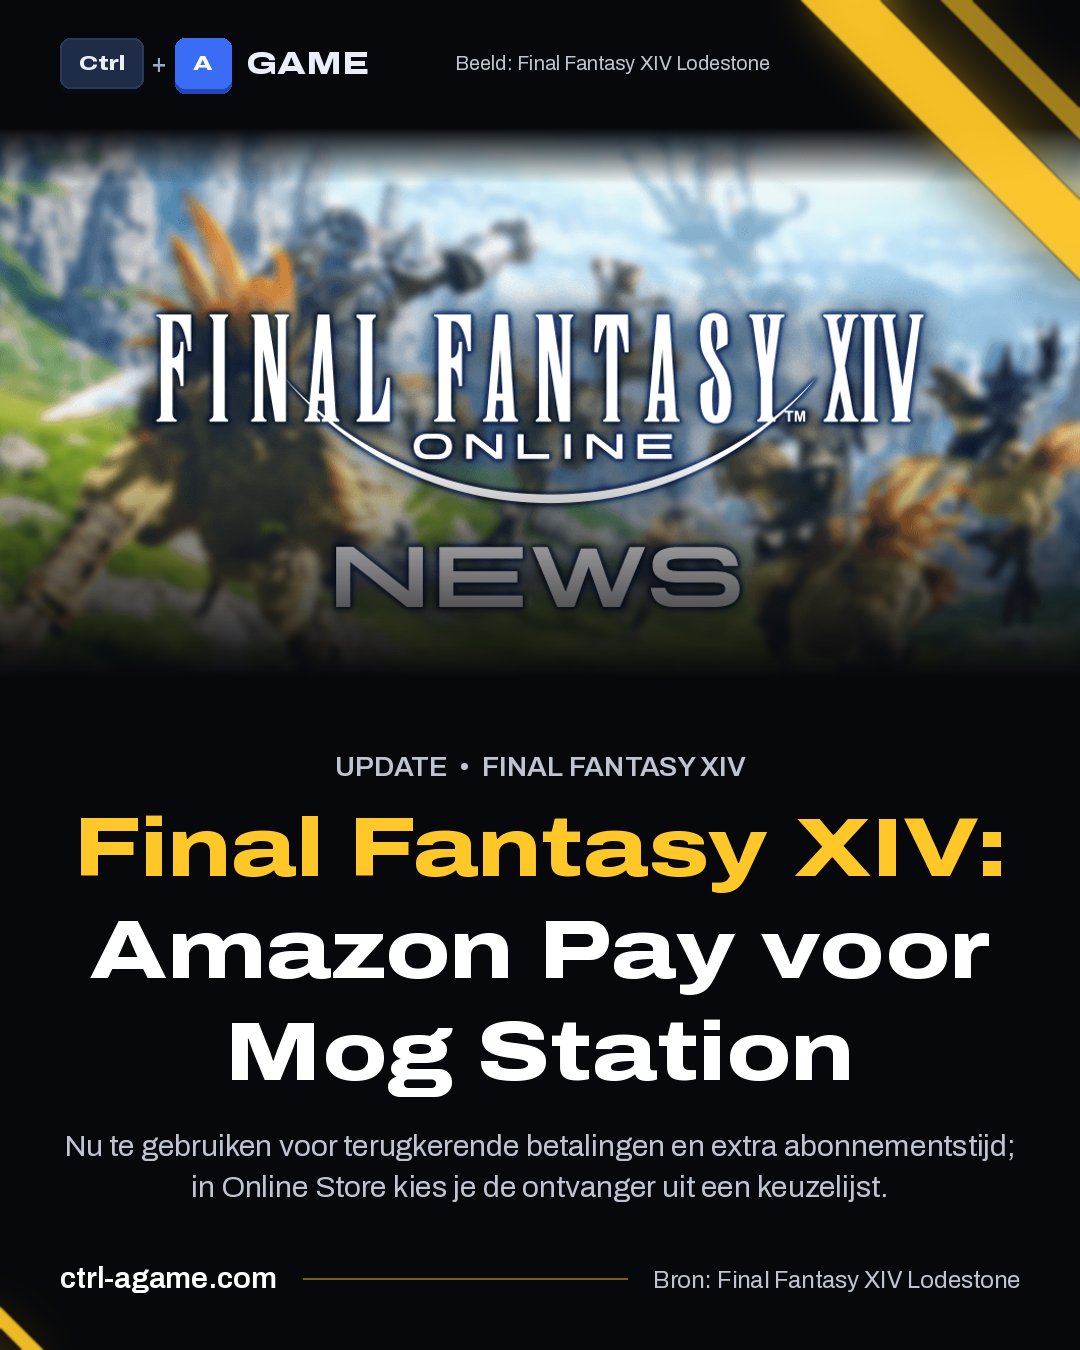 Ctrl + A GAME
Beeld: Final Fantasy XIV Lodestone
FINAL FANTASY XIV
TM
ONLINE
NEWS
UPDATE • FINAL FANTASY XIV
Final Fantasy XIV:
Amazon Pay voor
Mog Station
Nu te gebruiken voor terugkerende betalingen en extra abonnementstijd;
in Online Store kies je de ontvanger uit een keuzelijst.
ctrl-agame.com
Bron: Final Fantasy XIV Lodestone